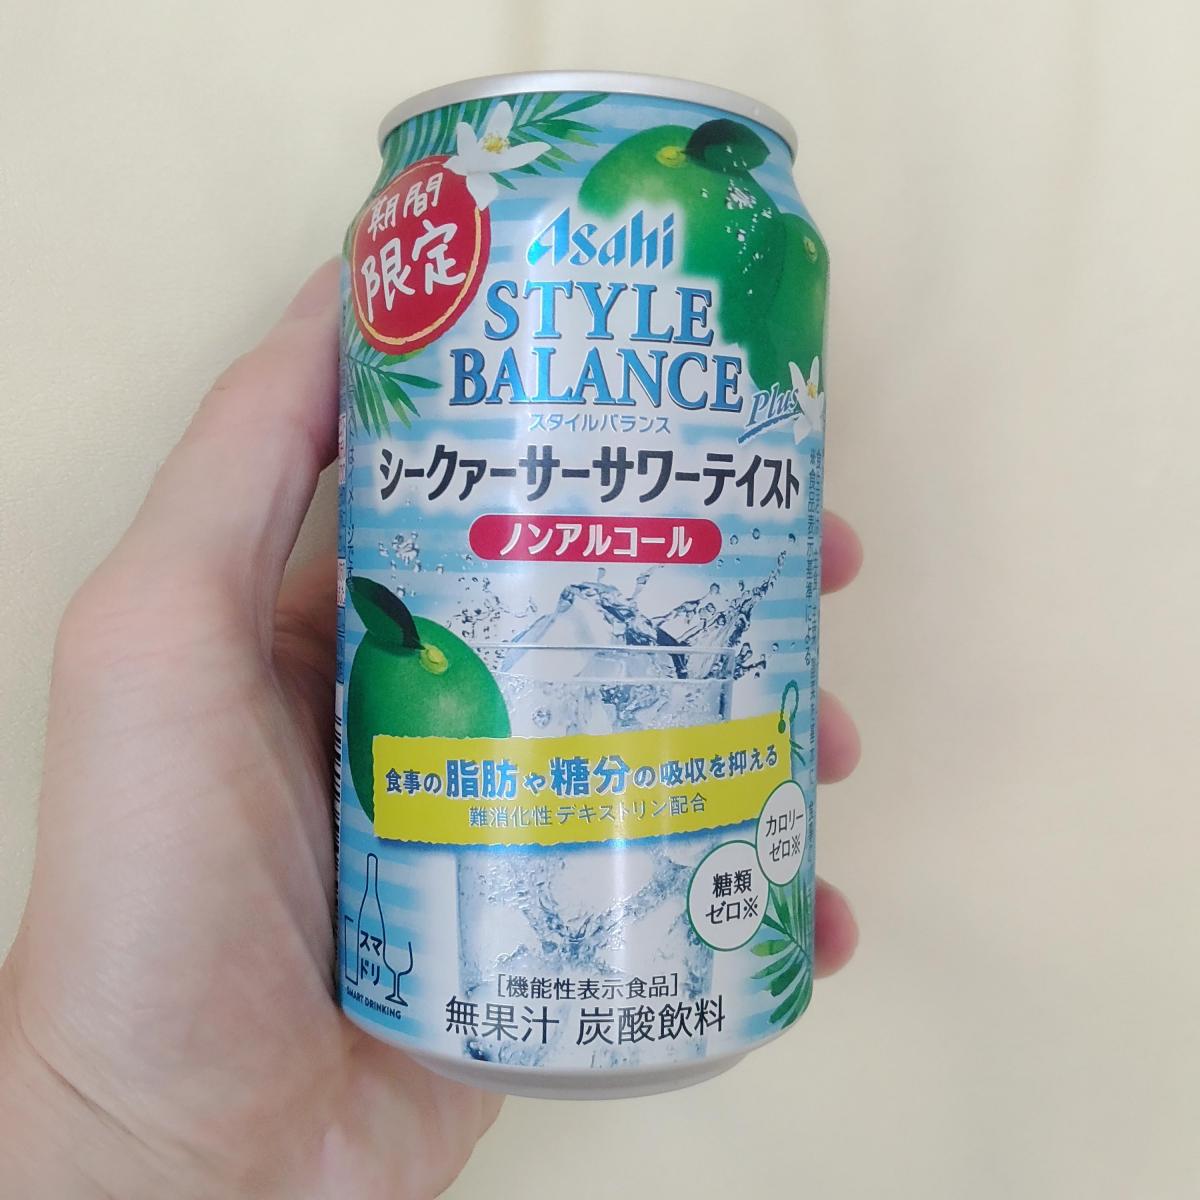 期間
限定
Asahi
STYLE
BALANCE
Plus
スタイルバランス
シークヮーサーサワーテイスト
ノンアルコール
食事の脂肪や糖分の吸収を抑える
難消化性デキストリン配合
カロリー
ゼロ※
糖類
ゼロ※
スマ
ドリ
SMART DRINKING
[機能性表示食品]
無果汁 炭酸飲料